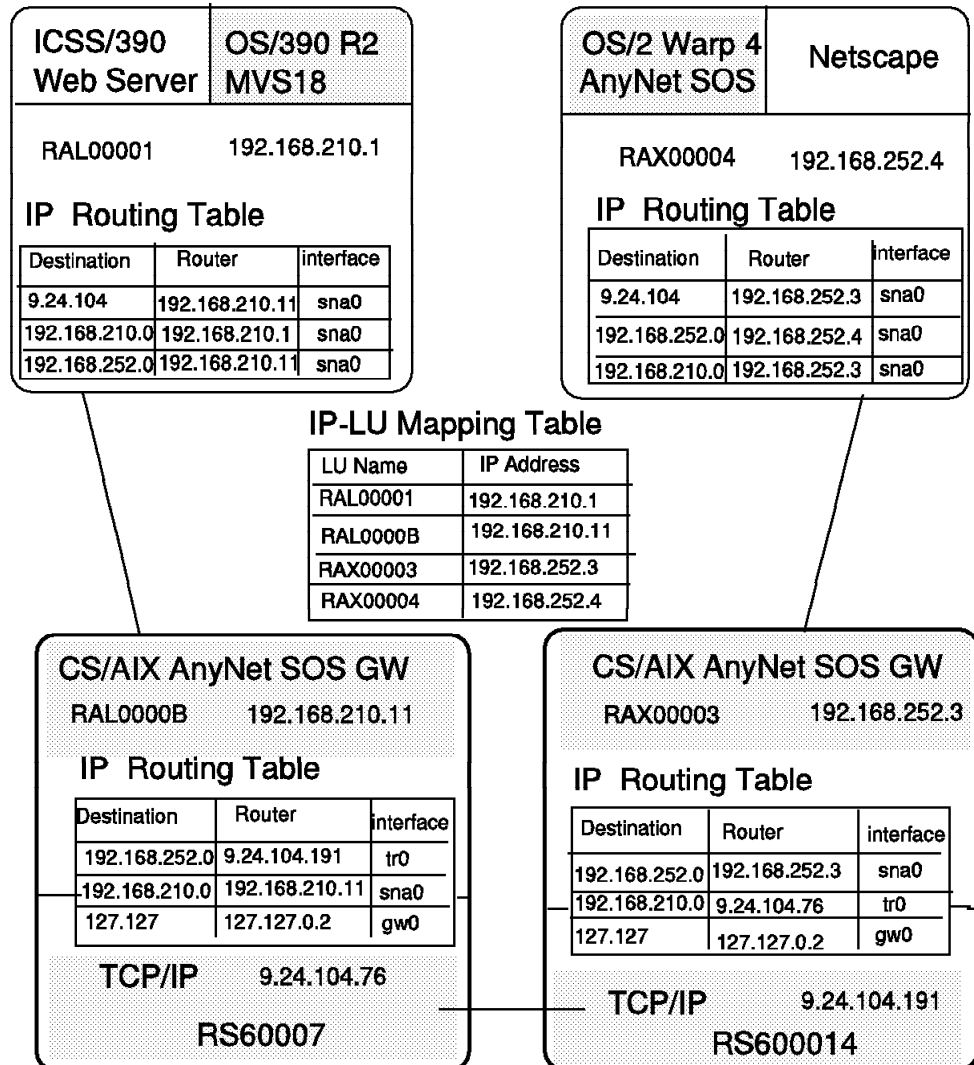 ICSS/390
Web Server
OS/390 R2
MVS18
RAL00001 192.168.210.1
IP Routing Table
Destination Router interface
9.24.104 192.168.210.11 sna0
192.168.210.0 192.168.210.1 sna0
192.168.252.0 192.168.210.11 sna0
OS/2 Warp 4
AnyNet SOS
Netscape
RAX00004 192.168.252.4
IP Routing Table
Destination Router interface
9.24.104 192.168.252.3 sna0
192.168.252.0 192.168.252.4 sna0
192.168.210.0 192.168.252.3 sna0
IP-LU Mapping Table
LU Name IP Address
RAL00001 192.168.210.1
RAL0000B 192.168.210.11
RAX00003 192.168.252.3
RAX00004 192.168.252.4
CS/AIX AnyNet SOS GW
RAL0000B 192.168.210.11
IP Routing Table
Destination Router interface
192.168.252.0 9.24.104.191 tr0
192.168.210.0 192.168.210.11 sna0
127.127 127.127.0.2 gw0
TCP/IP 9.24.104.76
RS60007
CS/AIX AnyNet SOS GW
RAX00003 192.168.252.3
IP Routing Table
Destination Router interface
192.168.252.0 192.168.252.3 sna0
192.168.210.0 9.24.104.76 tr0
127.127 127.127.0.2 gw0
TCP/IP 9.24.104.191
RS600014